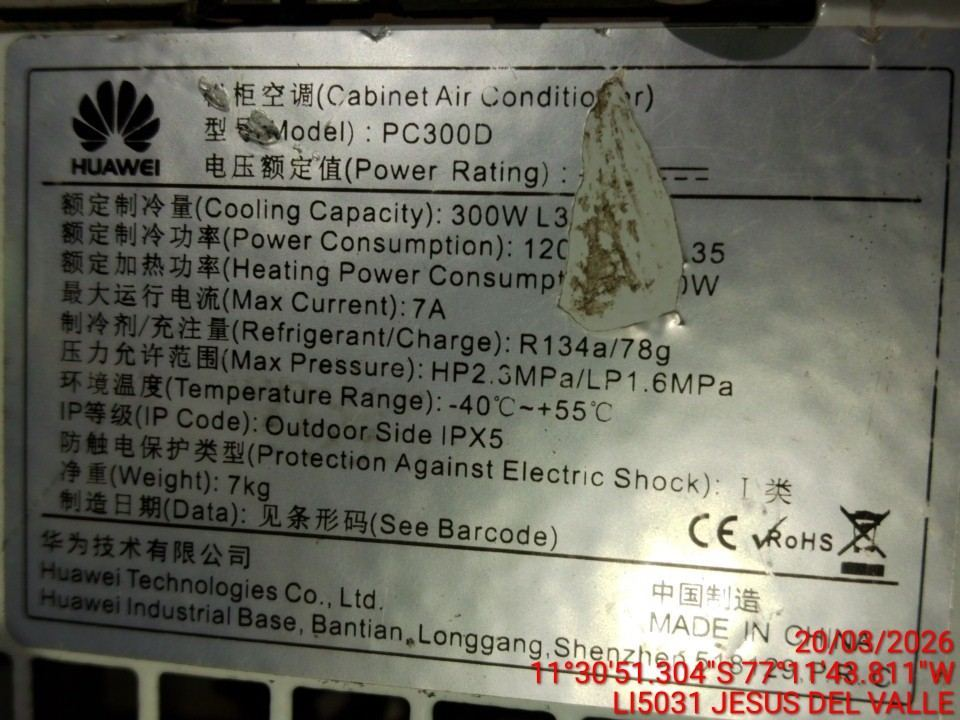 HUAWEI
柜空调(Cabinet Air Conditioner)
型号(Model) : PC300D
电压额定值(Power Rating) :
额定制冷量(Cooling Capacity): 300W L3
额定制冷功率(Power Consumption): 120 .35
额定加热功率(Heating Power Consumpt 0W
最大运行电流(Max Current): 7A
制冷剂/充注量(Refrigerant/Charge): R134a/78g
压力允许范围(Max Pressure): HP2.3MPa/LP1.6MPa
环境温度(Temperature Range): -40℃~+55℃
IP等级(IP Code): Outdoor Side IPX5
防触电保护类型(Protection Against Electric Shock): I 类
净重(Weight): 7kg
制造日期(Data): 见条形码(See Barcode)
CE RoHS
华为技术有限公司
Huawei Technologies Co., Ltd.
Huawei Industrial Base, Bantian, Longgang, Shenzhen
中国制造
MADE IN CHINA
20/03/2026
11°30'51.304"S 77°11'43.811"W
LI5031 JESUS DEL VALLE